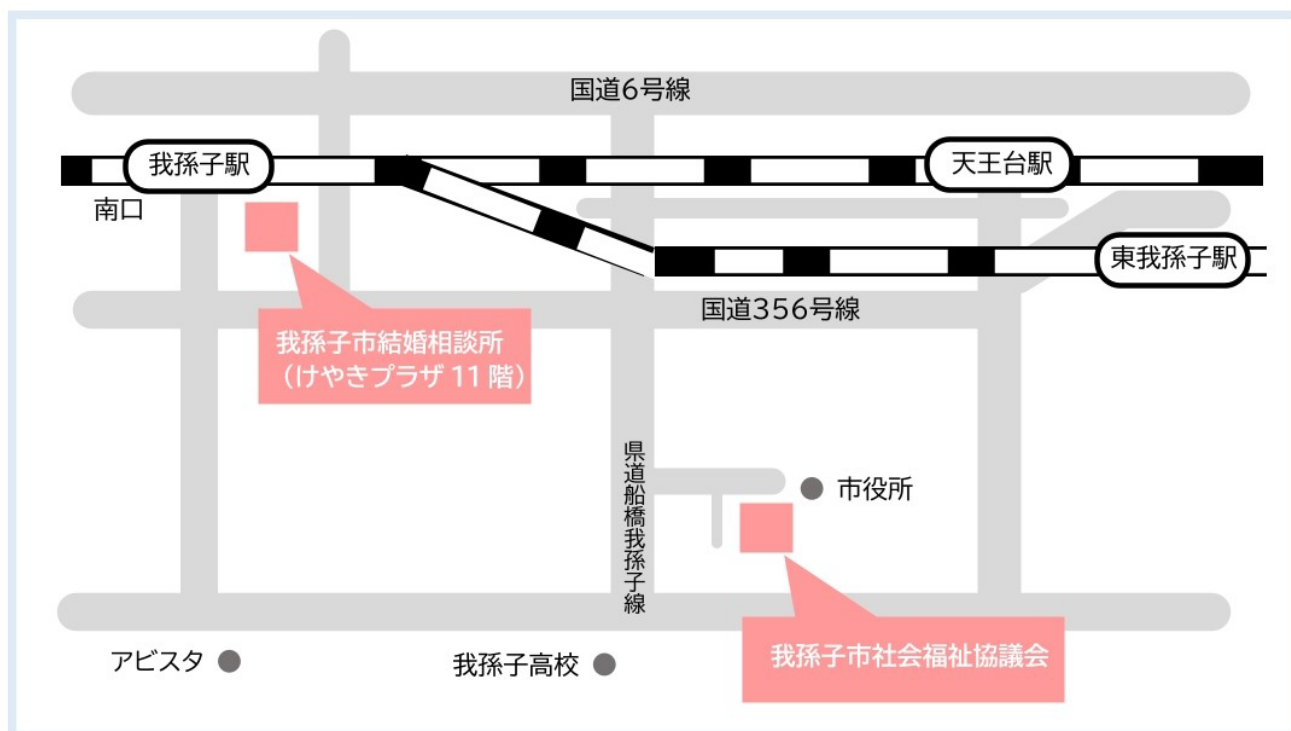 国道6号線
我孫子駅
天王台駅
南口
東我孫子駅
国道356号線
我孫子市結婚相談所
（けやきプラザ 11 階）
県道船橋我孫子線
市役所
アビスタ
我孫子高校
我孫子市社会福祉協議会